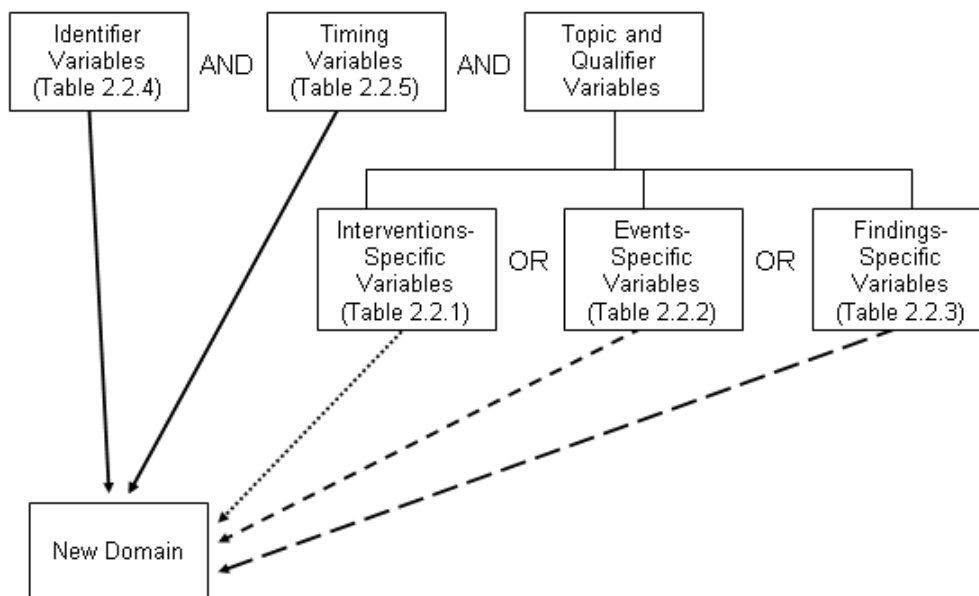 Identifier
Variables
(Table 2.2.4)
AND
Timing
Variables
(Table 2.2.5)
AND
Topic and
Qualifier
Variables
Interventions-
Specific
Variables
(Table 2.2.1)
OR
Events-
Specific
Variables
(Table 2.2.2)
OR
Findings-
Specific
Variables
(Table 2.2.3)
New Domain